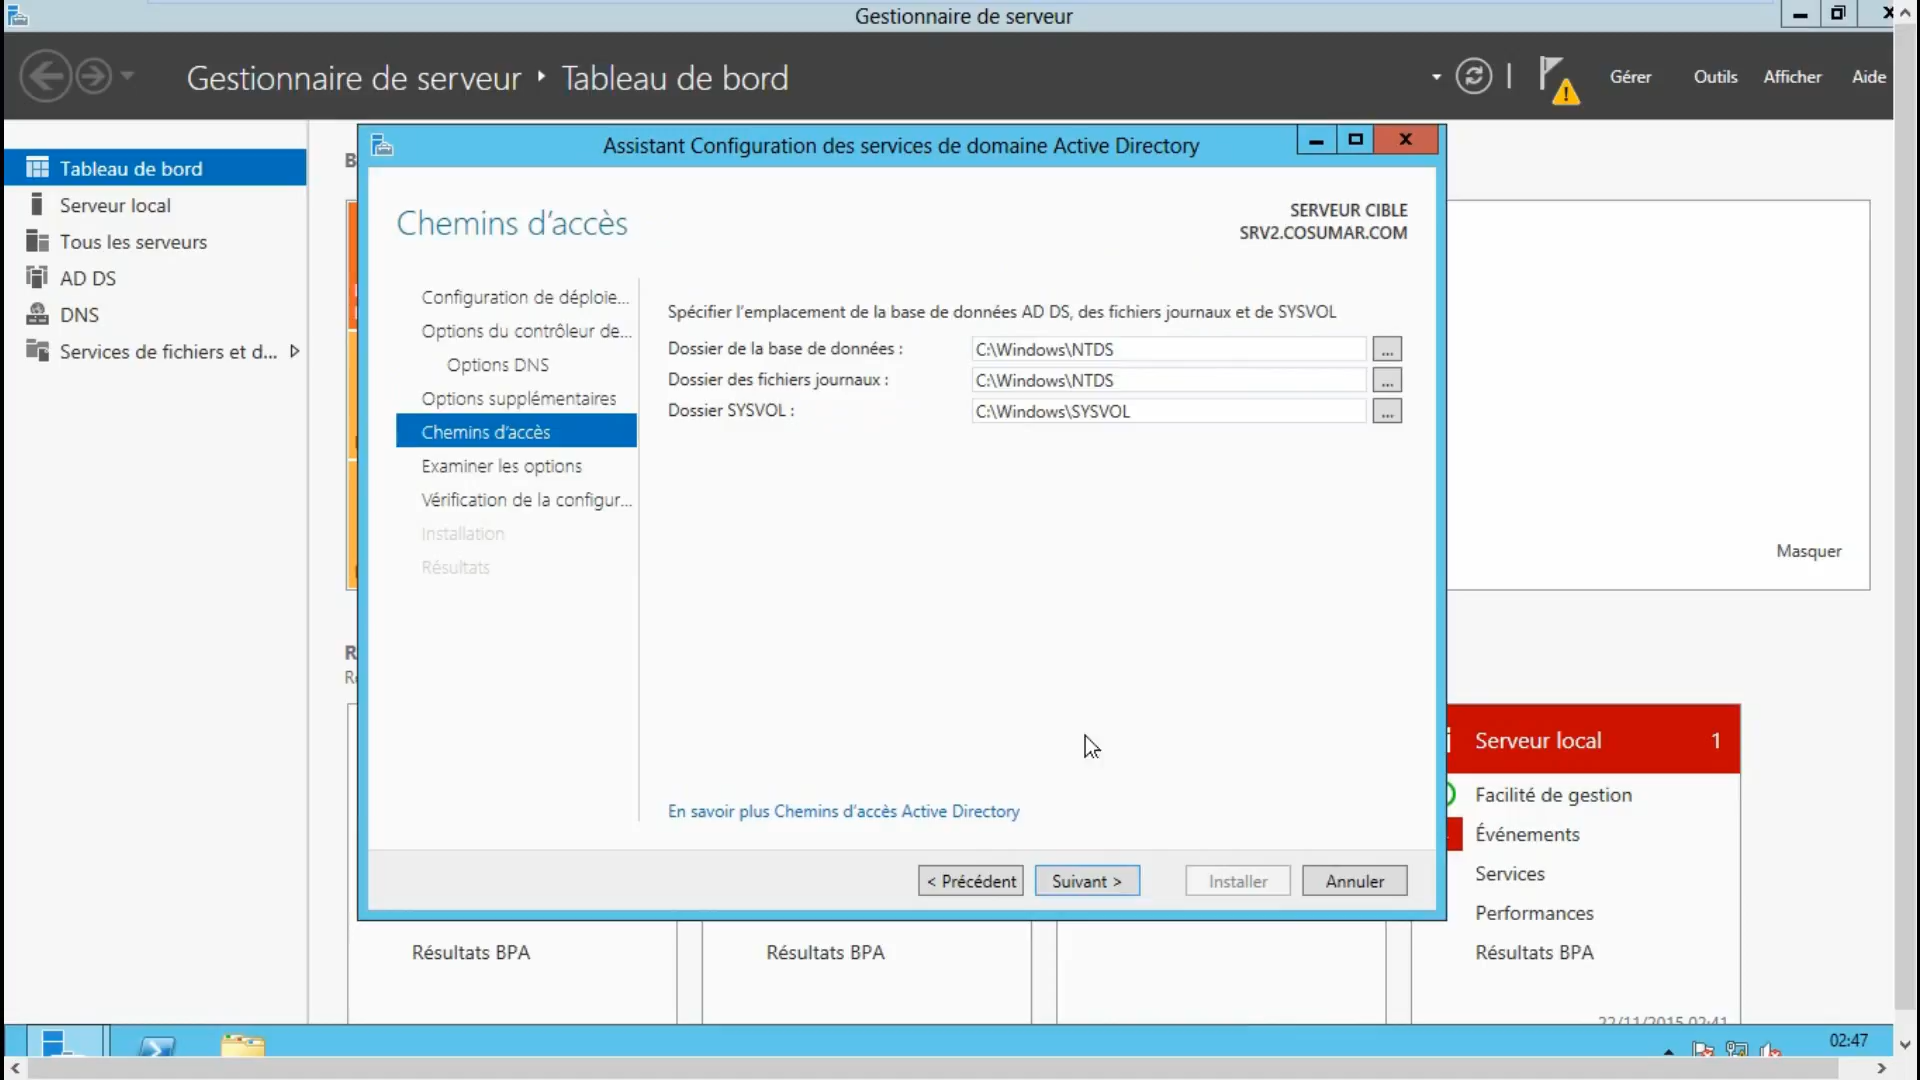 Gestionnaire de serveur
Gestionnaire de serveur ‣ Tableau de bord
Gérer
Outils
Afficher
Aide
Tableau de bord
Serveur local
Tous les serveurs
AD DS
DNS
Services de fichiers et d...
Assistant Configuration des services de domaine Active Directory
Chemins d'accès
SERVEUR CIBLE
SRV2.COSUMAR.COM
Configuration de déploie...
Options du contrôleur de...
Options DNS
Options supplémentaires
Chemins d'accès
Examiner les options
Vérification de la configur...
Installation
Résultats
Spécifier l'emplacement de la base de données AD DS, des fichiers journaux et de SYSVOL
Dossier de la base de données : C:\Windows\NTDS ...
Dossier des fichiers journaux : C:\Windows\NTDS ...
Dossier SYSVOL : C:\Windows\SYSVOL ...
En savoir plus Chemins d'accès Active Directory
< Précédent
Suivant >
Installer
Annuler
Masquer
Serveur local 1
Facilité de gestion
Événements
Services
Performances
Résultats BPA
Résultats BPA
Résultats BPA
22/11/2015 02:41
02:47